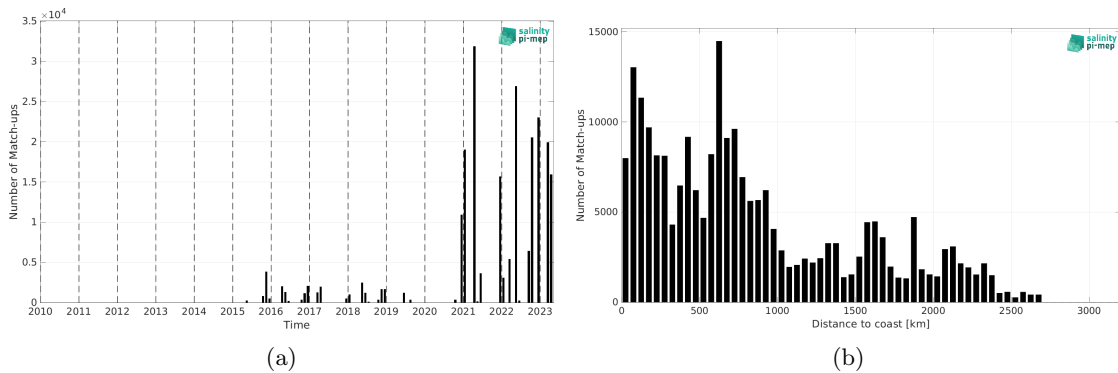 ×10⁴
3.5
3
2.5
2
1.5
1
0.5
0
Number of Match-ups
2010 2011 2012 2013 2014 2015 2016 2017 2018 2019 2020 2021 2022 2023
Time
salinity
pi-mep
(a)
15000
10000
5000
0
Number of Match-ups
0 500 1000 1500 2000 2500 3000
Distance to coast [km]
salinity
pi-mep
(b)